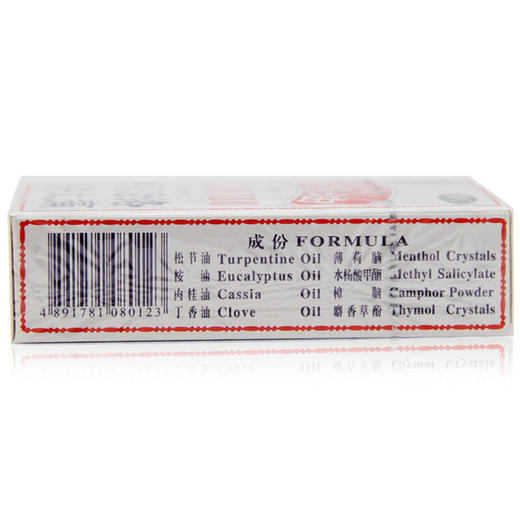 成份 FORMULA
松节油 Turpentine Oil 薄荷脑 Menthol Crystals
桉油 Eucalyptus Oil 水杨酸甲酯 Methyl Salicylate
肉桂油 Cassia Oil 樟脑 Camphor Powder
丁香油 Clove Oil 麝香草酚 Thymol Crystals
4 891781 080123